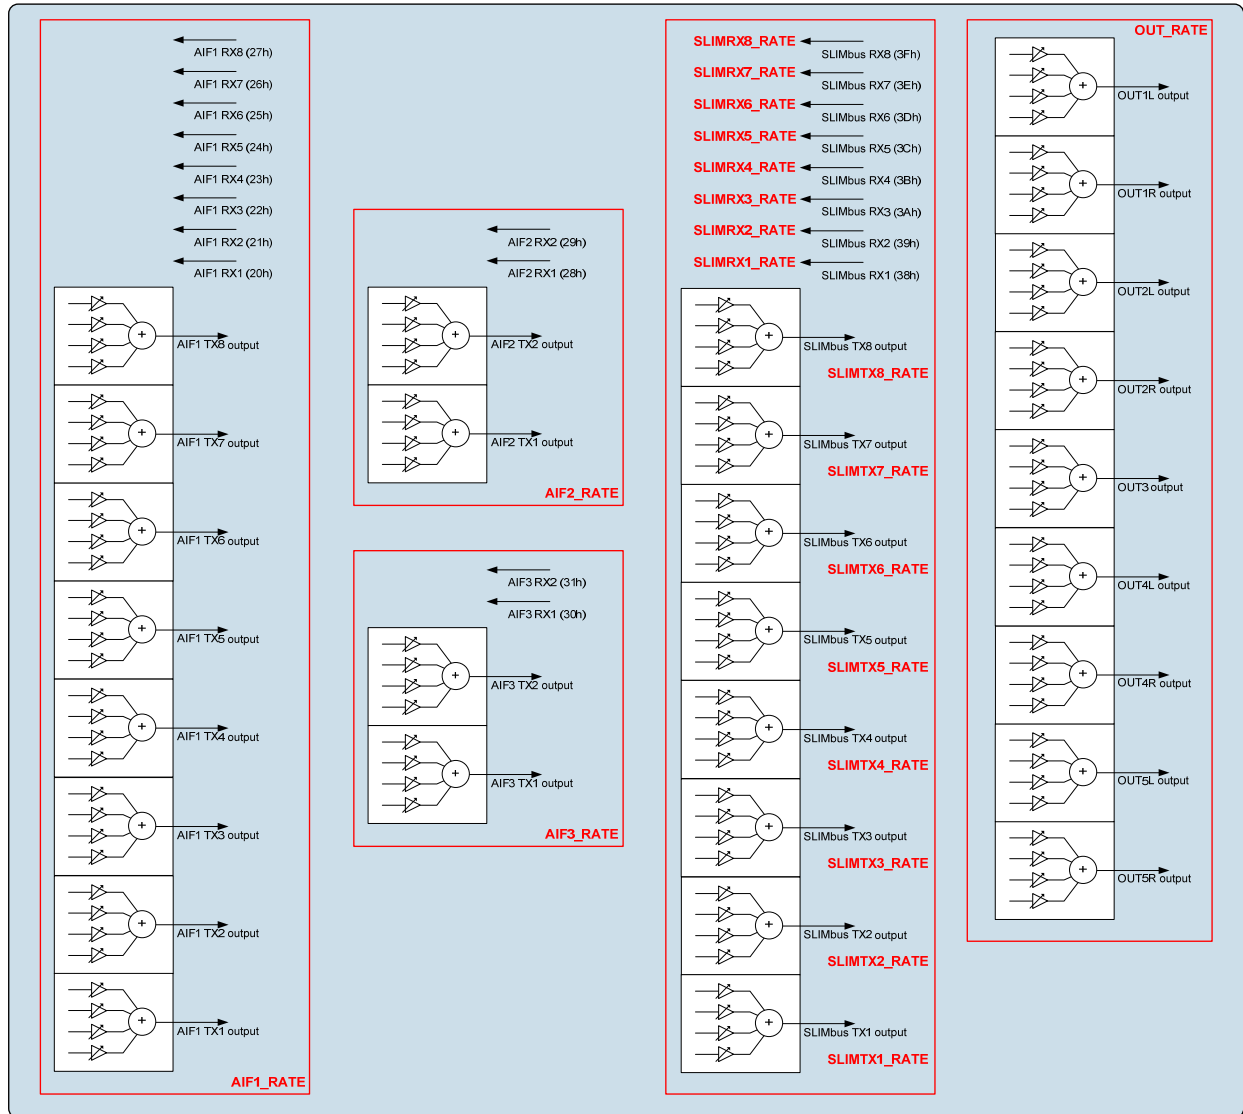 AIF1 RX8 (27h)
AIF1 RX7 (26h)
AIF1 RX6 (25h)
AIF1 RX5 (24h)
AIF1 RX4 (23h)
AIF1 RX3 (22h)
AIF1 RX2 (21h)
AIF1 RX1 (20h)
+
AIF1 TX8 output
+
AIF1 TX7 output
+
AIF1 TX6 output
+
AIF1 TX5 output
+
AIF1 TX4 output
+
AIF1 TX3 output
+
AIF1 TX2 output
+
AIF1 TX1 output
AIF1_RATE
AIF2 RX2 (29h)
AIF2 RX1 (28h)
+
AIF2 TX2 output
+
AIF2 TX1 output
AIF2_RATE
AIF3 RX2 (31h)
AIF3 RX1 (30h)
+
AIF3 TX2 output
+
AIF3 TX1 output
AIF3_RATE
SLIMRX8_RATE
SLIMbus RX8 (3Fh)
SLIMRX7_RATE
SLIMbus RX7 (3Eh)
SLIMRX6_RATE
SLIMbus RX6 (3Dh)
SLIMRX5_RATE
SLIMbus RX5 (3Ch)
SLIMRX4_RATE
SLIMbus RX4 (3Bh)
SLIMRX3_RATE
SLIMbus RX3 (3Ah)
SLIMRX2_RATE
SLIMbus RX2 (39h)
SLIMRX1_RATE
SLIMbus RX1 (38h)
+
SLIMbus TX8 output
SLIMTX8_RATE
+
SLIMbus TX7 output
SLIMTX7_RATE
+
SLIMbus TX6 output
SLIMTX6_RATE
+
SLIMbus TX5 output
SLIMTX5_RATE
+
SLIMbus TX4 output
SLIMTX4_RATE
+
SLIMbus TX3 output
SLIMTX3_RATE
+
SLIMbus TX2 output
SLIMTX2_RATE
+
SLIMbus TX1 output
SLIMTX1_RATE
OUT_RATE
+
OUT1L output
+
OUT1R output
+
OUT2L output
+
OUT2R output
+
OUT3 output
+
OUT4L output
+
OUT4R output
+
OUT5L output
+
OUT5R output